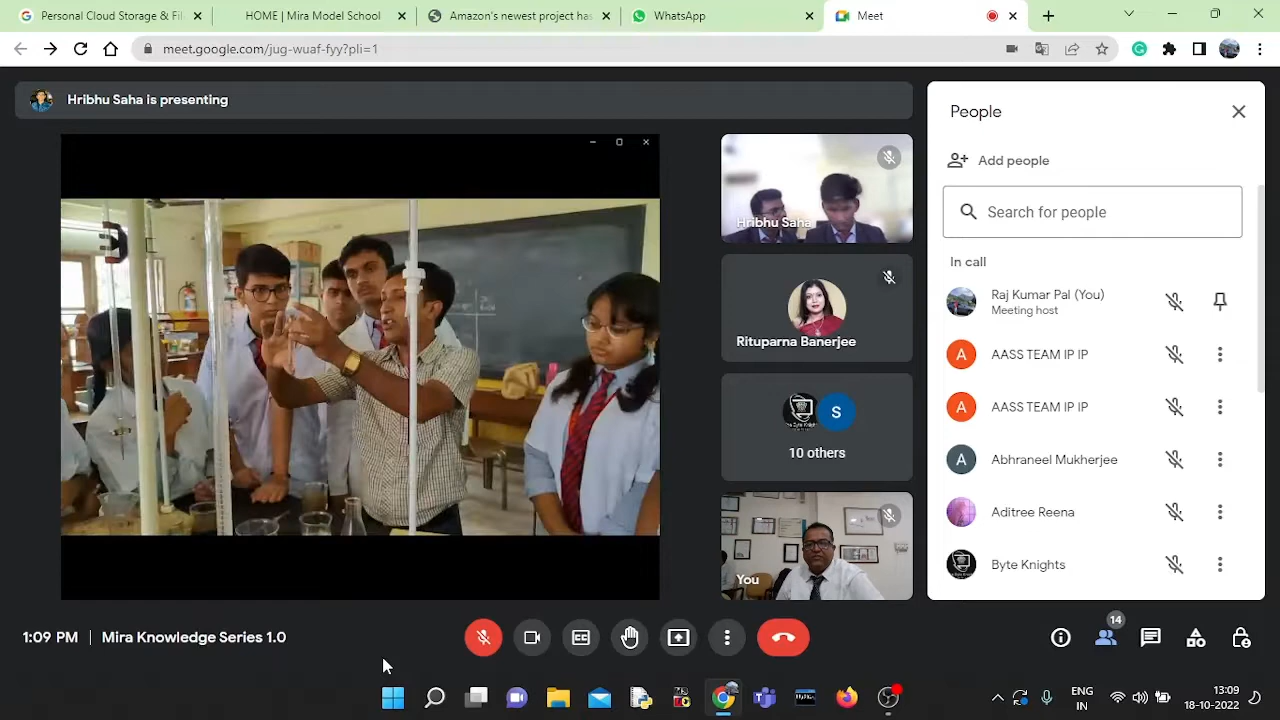 Personal Cloud Storage & Fil
HOME | Mira Model School
Amazon's newest project has
WhatsApp
Meet
meet.google.com/jug-wuaf-fyy?pli=1
Hribhu Saha is presenting
Hribhu Saha
Rituparna Banerjee
S
10 others
You
People
Add people
Search for people
In call
Raj Kumar Pal (You)
Meeting host
A
AASS TEAM IP IP
A
AASS TEAM IP IP
A
Abhraneel Mukherjee
Aditree Reena
Byte Knights
1:09 PM | Mira Knowledge Series 1.0
CC
14
ENG
IN
13:09
18-10-2022